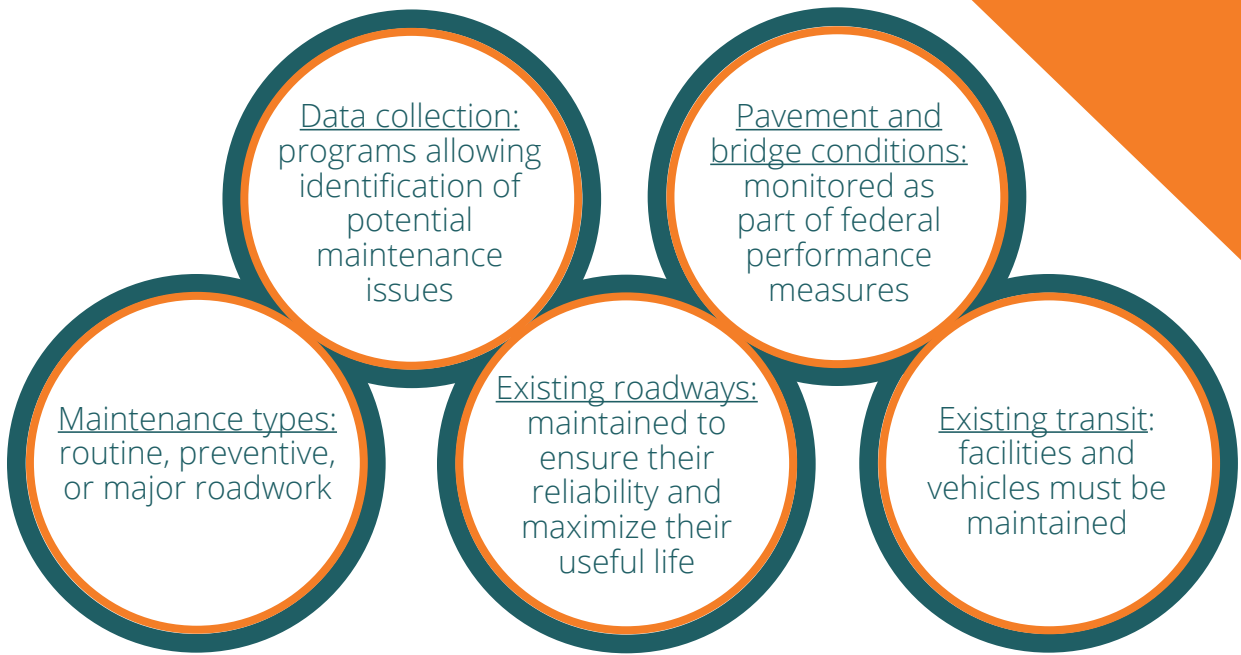 Data collection:
programs allowing
identification of
potential
maintenance
issues
Pavement and
bridge conditions:
monitored as
part of federal
performance
measures
Maintenance types:
routine, preventive,
or major roadwork
Existing roadways:
maintained to
ensure their
reliability and
maximize their
useful life
Existing transit:
facilities and
vehicles must be
maintained